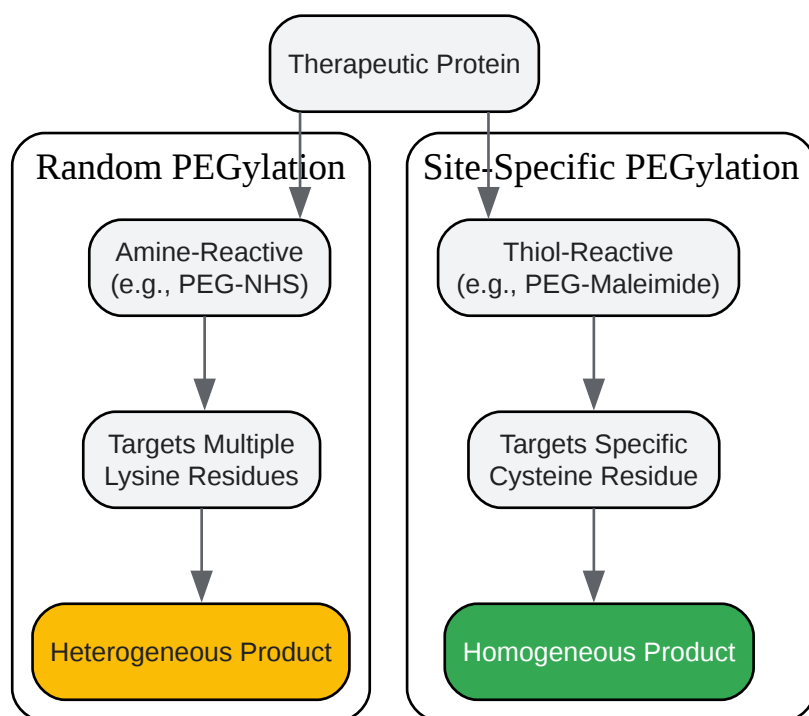 Therapeutic Protein
Random PEGylation
Amine-Reactive
(e.g., PEG-NHS)
Targets Multiple
Lysine Residues
Heterogeneous Product
Site-Specific PEGylation
Thiol-Reactive
(e.g., PEG-Maleimide)
Targets Specific
Cysteine Residue
Homogeneous Product